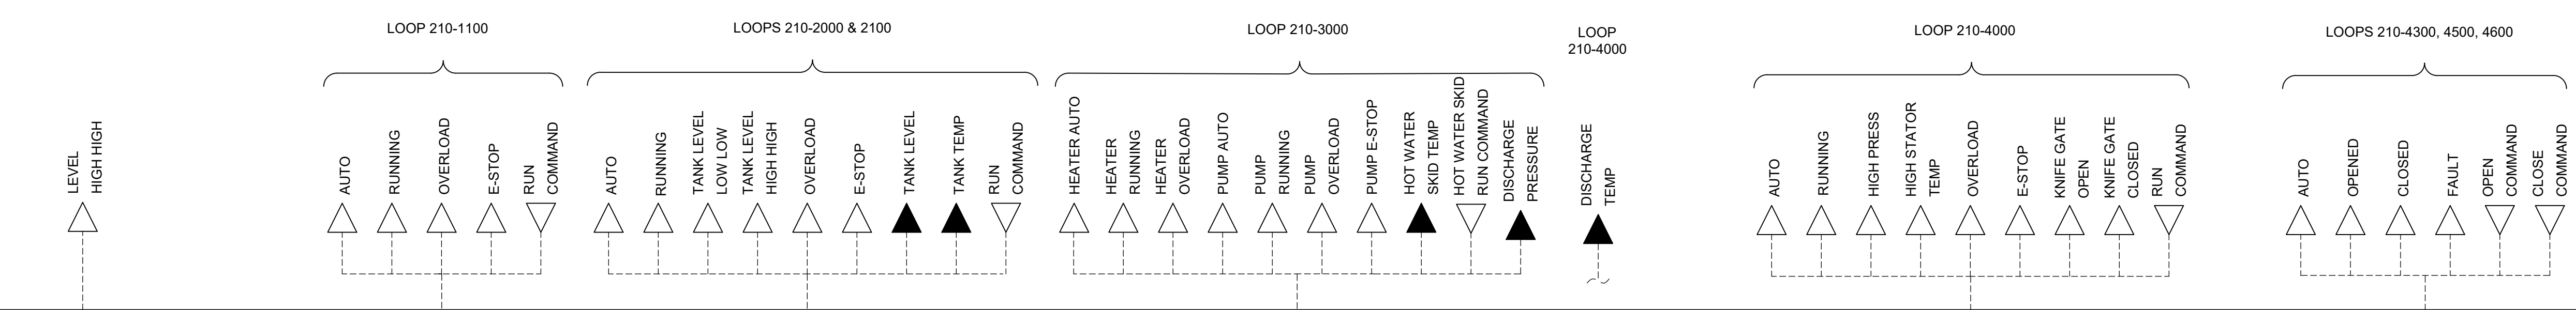 LOOP 210-1100
LOOPS 210-2000 & 2100
LOOP 210-3000
LOOP
210-4000
LOOP 210-4000
LOOPS 210-4300, 4500, 4600
LEVEL
HIGH HIGH
AUTO
RUNNING
OVERLOAD
E-STOP
RUN
COMMAND
AUTO
RUNNING
TANK LEVEL
LOW LOW
TANK LEVEL
HIGH HIGH
OVERLOAD
E-STOP
TANK LEVEL
TANK TEMP
RUN
COMMAND
HEATER AUTO
HEATER
RUNNING
HEATER
OVERLOAD
PUMP AUTO
PUMP
RUNNING
PUMP
OVERLOAD
PUMP E-STOP
HOT WATER
SKID TEMP
HOT WATER SKID
RUN COMMAND
DISCHARGE
PRESSURE
DISCHARGE
TEMP
AUTO
RUNNING
HIGH PRESS
HIGH STATOR
TEMP
OVERLOAD
E-STOP
KNIFE GATE
OPEN
KNIFE GATE
CLOSED
RUN
COMMAND
AUTO
OPENED
CLOSED
FAULT
OPEN
COMMAND
CLOSE
COMMAND